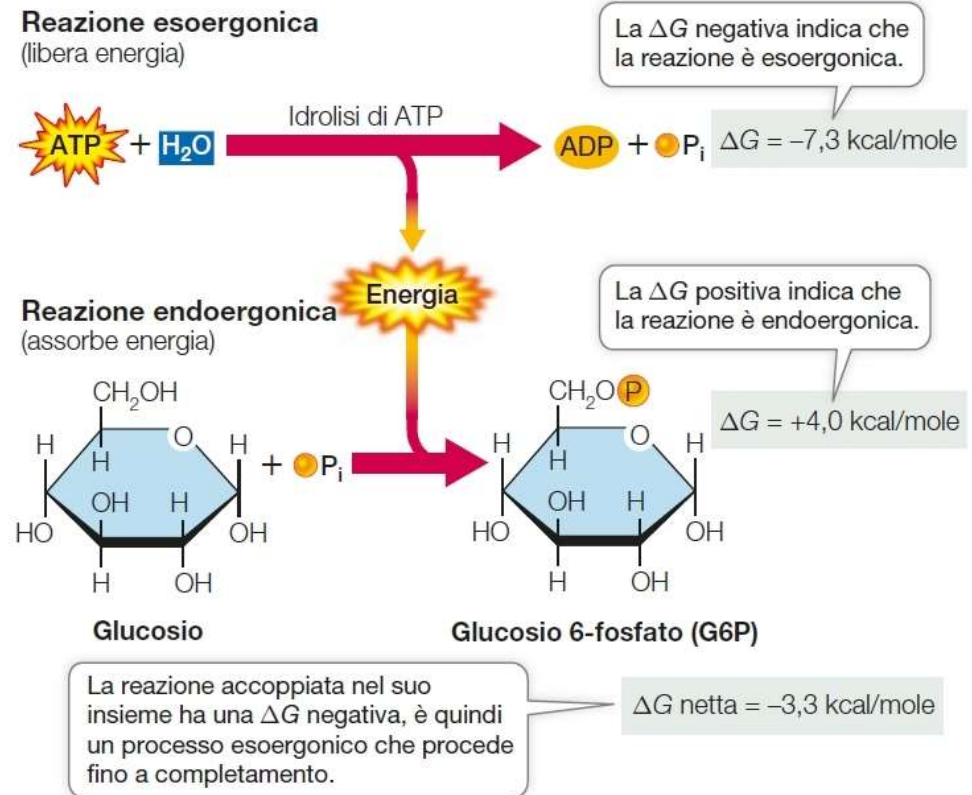 Reazione esoergonica
(libera energia)
La ΔG negativa indica che
la reazione è esoergonica.
Idrolisi di ATP
ATP + H₂O
ADP + Pᵢ
ΔG = –7,3 kcal/mole
Energia
Reazione endoergonica
(assorbe energia)
La ΔG positiva indica che
la reazione è endoergonica.
ΔG = +4,0 kcal/mole
CH₂OH
H
O
H
H
OH
H
HO
OH
H
OH
+ Pᵢ
CH₂O P
H
O
H
H
OH
H
HO
OH
H
OH
Glucosio
Glucosio 6-fosfato (G6P)
La reazione accoppiata nel suo
insieme ha una ΔG negativa, è quindi
un processo esoergonico che procede
fino a completamento.
ΔG netta = –3,3 kcal/mole